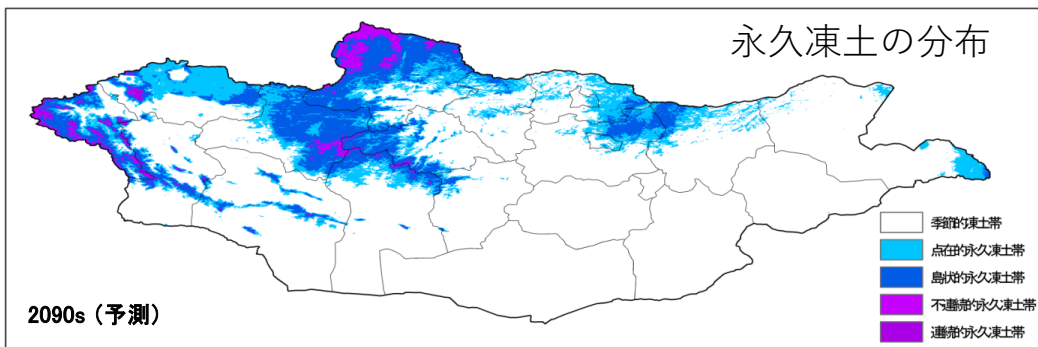 永久凍土の分布
季節的凍土帯
点在的永久凍土帯
島状的永久凍土帯
不連続的永久凍土帯
連続的永久凍土帯
2090s (予測)